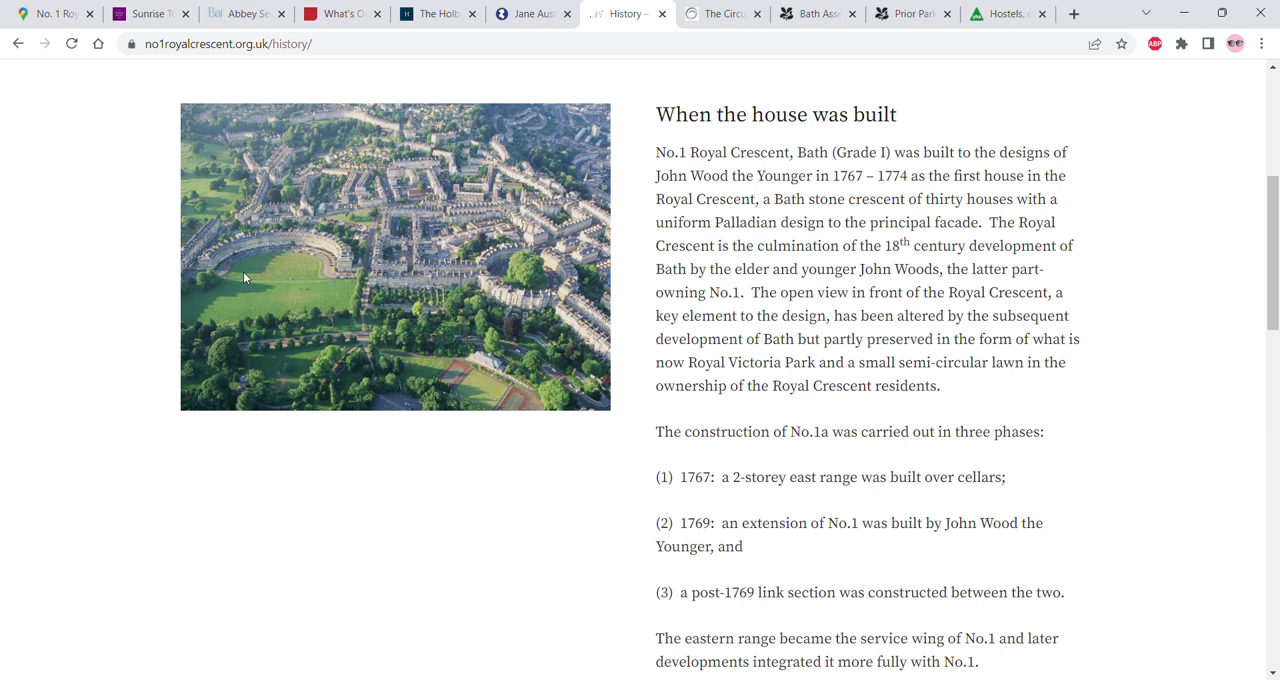 No. 1 Roy
Sunrise Te
Abbey Se
What's O
The Holb
Jane Aus
History –
The Circu
Bath Asse
Prior Park
Hostels, c
no1royalcrescent.org.uk/history/
ABP
When the house was built
No.1 Royal Crescent, Bath (Grade I) was built to the designs of
John Wood the Younger in 1767 – 1774 as the first house in the
Royal Crescent, a Bath stone crescent of thirty houses with a
uniform Palladian design to the principal facade. The Royal
Crescent is the culmination of the 18th century development of
Bath by the elder and younger John Woods, the latter part-
owning No.1. The open view in front of the Royal Crescent, a
key element to the design, has been altered by the subsequent
development of Bath but partly preserved in the form of what is
now Royal Victoria Park and a small semi-circular lawn in the
ownership of the Royal Crescent residents.
The construction of No.1a was carried out in three phases:
(1) 1767: a 2-storey east range was built over cellars;
(2) 1769: an extension of No.1 was built by John Wood the
Younger, and
(3) a post-1769 link section was constructed between the two.
The eastern range became the service wing of No.1 and later
developments integrated it more fully with No.1.